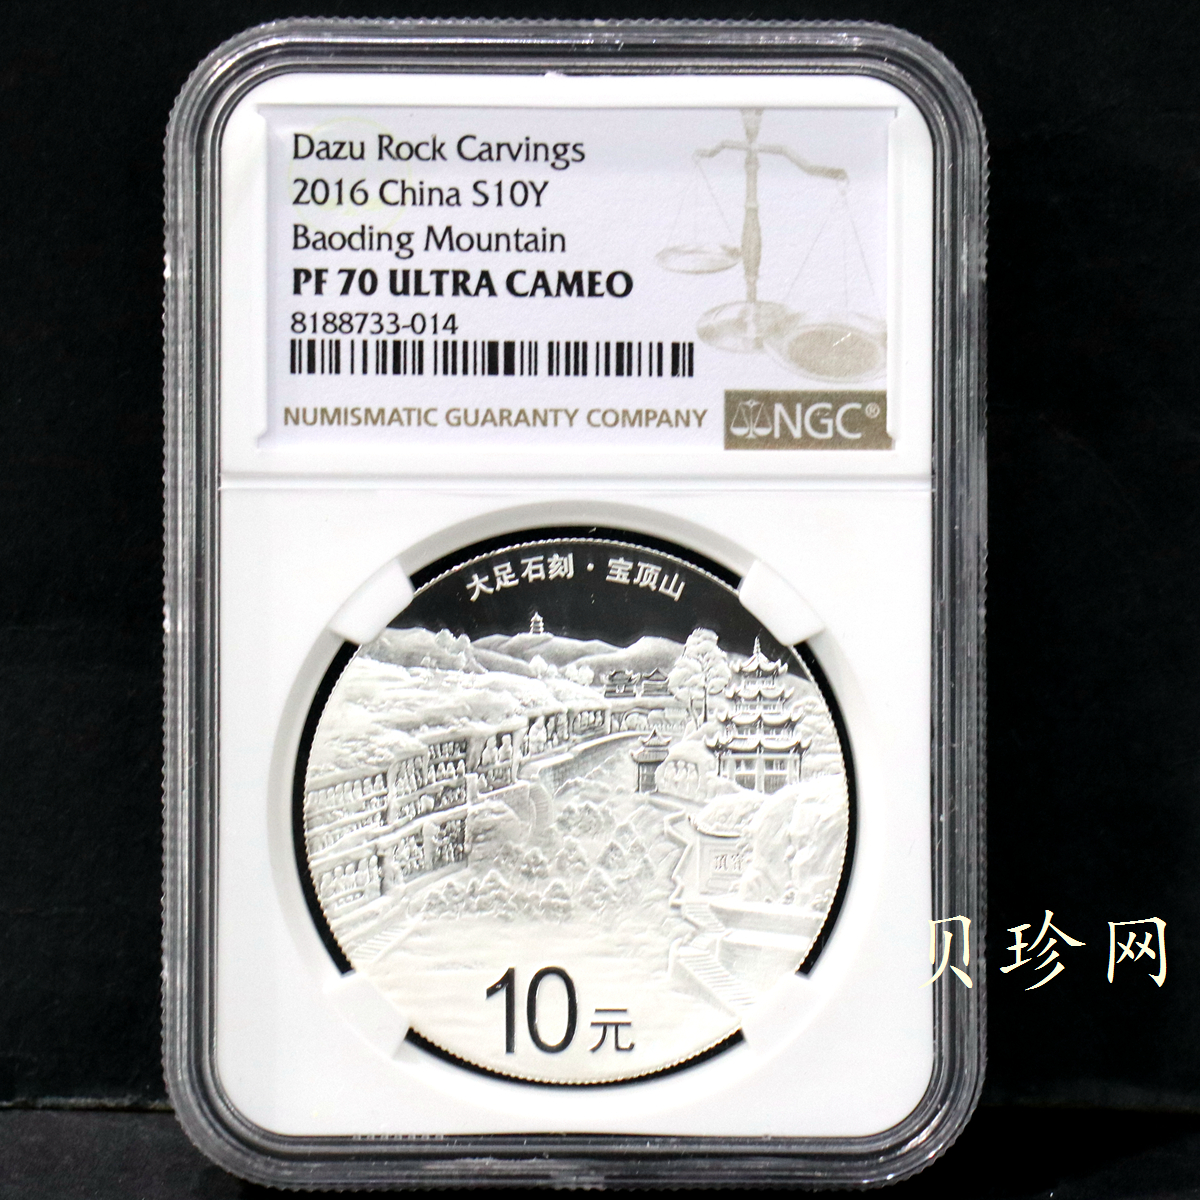 Dazu Rock Carvings
2016 China S10Y
Baoding Mountain
PF 70 ULTRA CAMEO
8188733-014
NUMISMATIC GUARANTY COMPANY
NGC®
大足石刻·宝顶山
10元
贝珍网